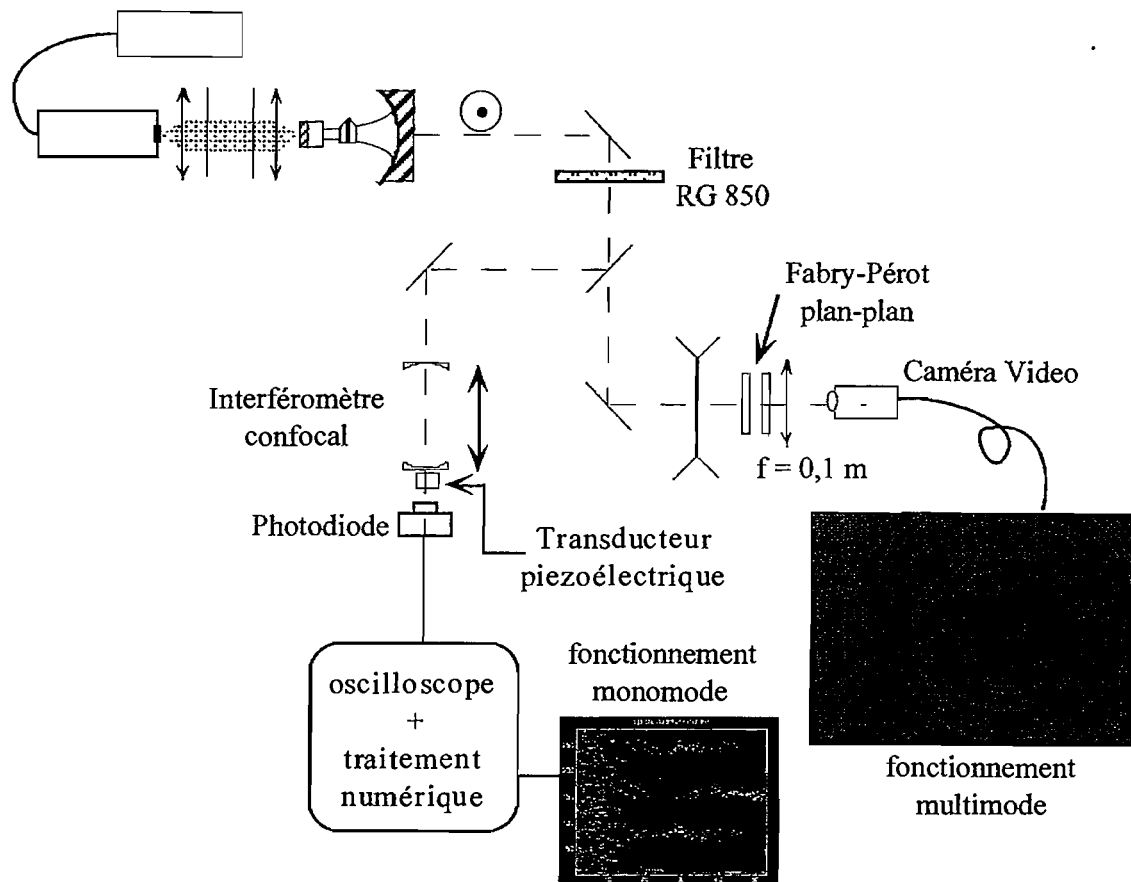 Filtre
RG 850
Fabry-Pérot
plan-plan
Caméra Video
Interféromètre
confocal
f = 0,1 m
Photodiode
Transducteur
piezoélectrique
oscilloscope
+
traitement
numérique
fonctionnement
monomode
fonctionnement
multimode